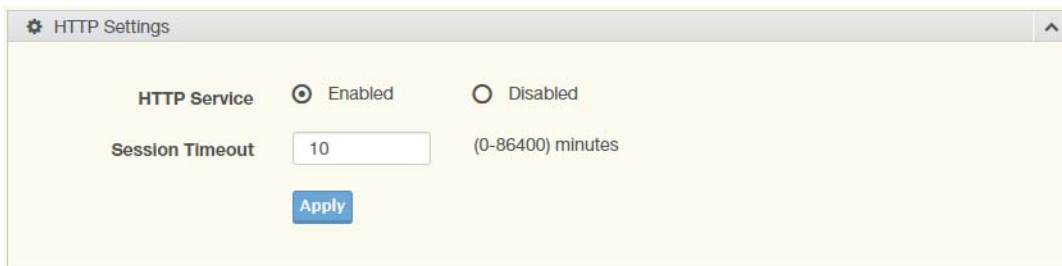 HTTP Settings
HTTP Service Enabled Disabled
Session Timeout 10 (0-86400) minutes
Apply